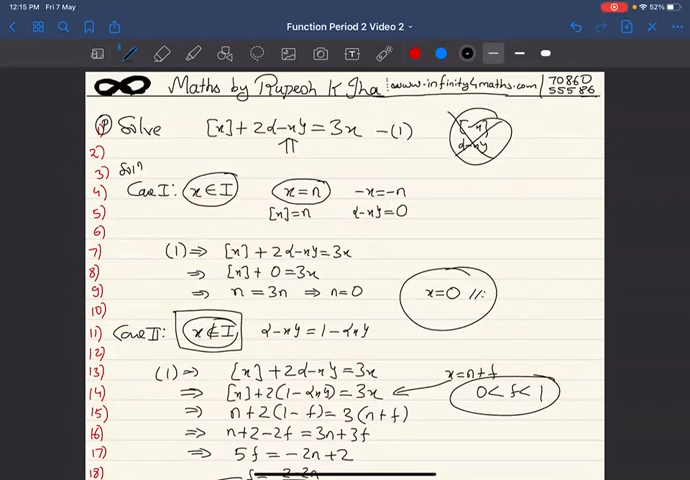 12:15 PM Fri 7 May
52%
Function Period 2 Video 2
Maths by Rupesh K Jha www.infinity4maths.com 70860 55586
1) P Solve [x] + 2{-x} = 3x - (1)
[-x]
{-x}
2)
3) Soln
4) Case I: x ∈ I x = n -x = -n
5) [x] = n {-x} = 0
6)
7) (1) ⇒ [x] + 2{-x} = 3x
8) ⇒ [x] + 0 = 3x
9) ⇒ n = 3n ⇒ n = 0 x = 0 //:
10)
11) Case II: x ∉ I {-x} = 1 - {x}
12)
13) (1) ⇒ [x] + 2{-x} = 3x x = n + f
14) ⇒ [x] + 2(1 - {x}) = 3x 0 < f < 1
15) ⇒ n + 2(1 - f) = 3(n + f)
16) ⇒ n + 2 - 2f = 3n + 3f
17) ⇒ 5f = -2n + 2
18) f = 2-2n